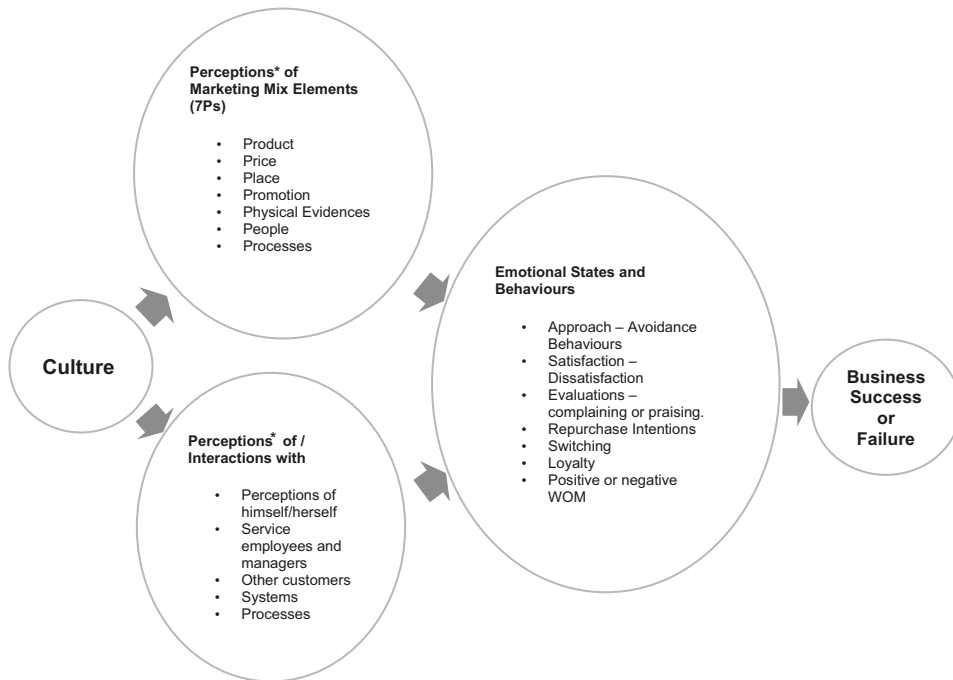 Perceptions* of
Marketing Mix Elements
(7Ps)
• Product
• Price
• Place
• Promotion
• Physical Evidences
• People
• Processes
Culture
Perceptions* of /
Interactions with
• Perceptions of
himself/herself
• Service
employees and
managers
• Other customers
• Systems
• Processes
Emotional States and
Behaviours
• Approach – Avoidance
Behaviours
• Satisfaction –
Dissatisfaction
• Evaluations –
complaining or praising.
• Repurchase Intentions
• Switching
• Loyalty
• Positive or negative
WOM
Business
Success
or
Failure